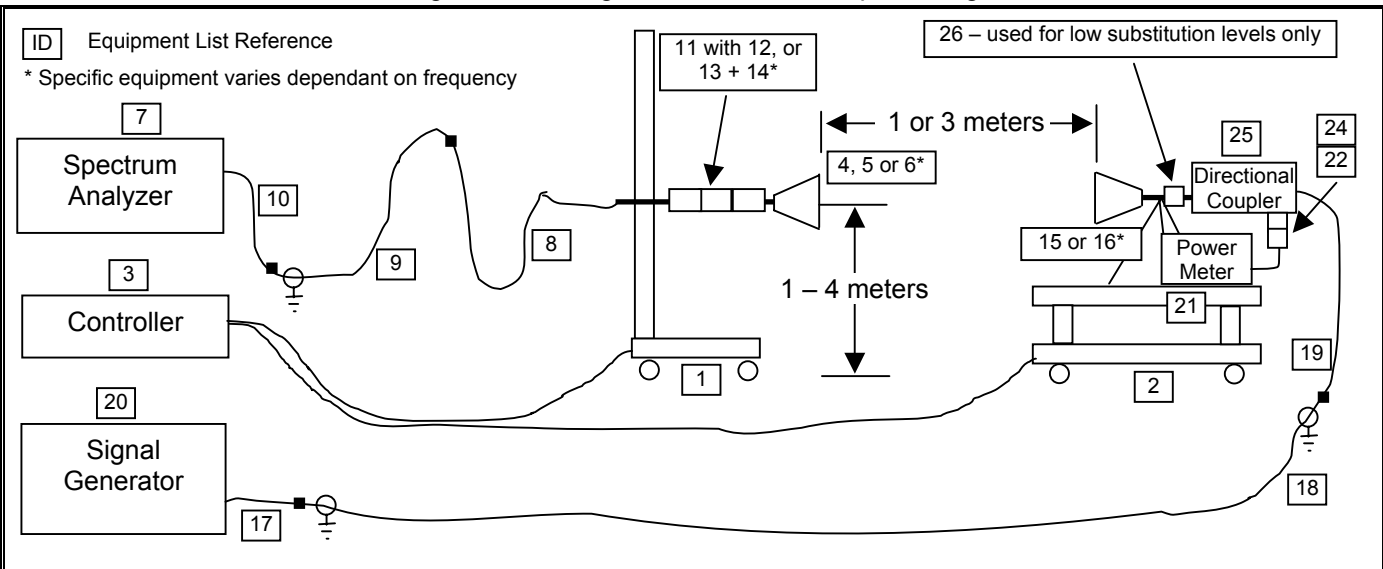 ID Equipment List Reference
* Specific equipment varies dependant on frequency
11 with 12, or
13 + 14*
26 – used for low substitution levels only
7
Spectrum
Analyzer
10
9
8
4, 5 or 6*
1 or 3 meters
25
24
22
Directional
Coupler
15 or 16*
Power
Meter
21
3
Controller
1 – 4 meters
1
2
19
20
Signal
Generator
17
18